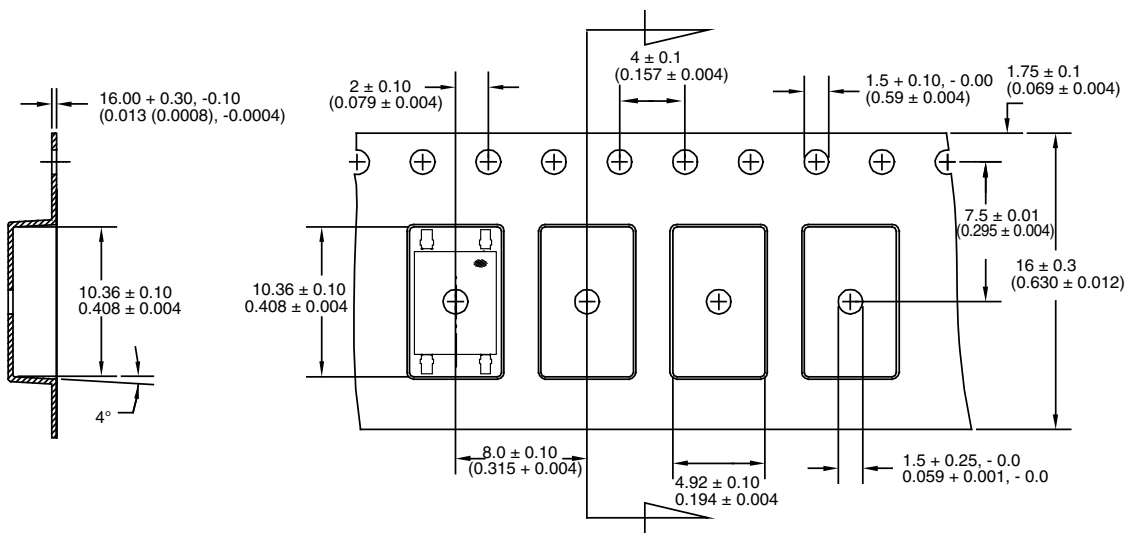 16.00 + 0.30, -0.10
(0.013 (0.0008), -0.0004)
2 ± 0.10
(0.079 ± 0.004)
4 ± 0.1
(0.157 ± 0.004)
1.5 + 0.10, - 0.00
(0.59 ± 0.004)
1.75 ± 0.1
(0.069 ± 0.004)
7.5 ± 0.01
(0.295 ± 0.004)
16 ± 0.3
(0.630 ± 0.012)
10.36 ± 0.10
0.408 ± 0.004
10.36 ± 0.10
0.408 ± 0.004
4°
8.0 ± 0.10
(0.315 + 0.004)
4.92 ± 0.10
0.194 ± 0.004
1.5 + 0.25, - 0.0
0.059 + 0.001, - 0.0